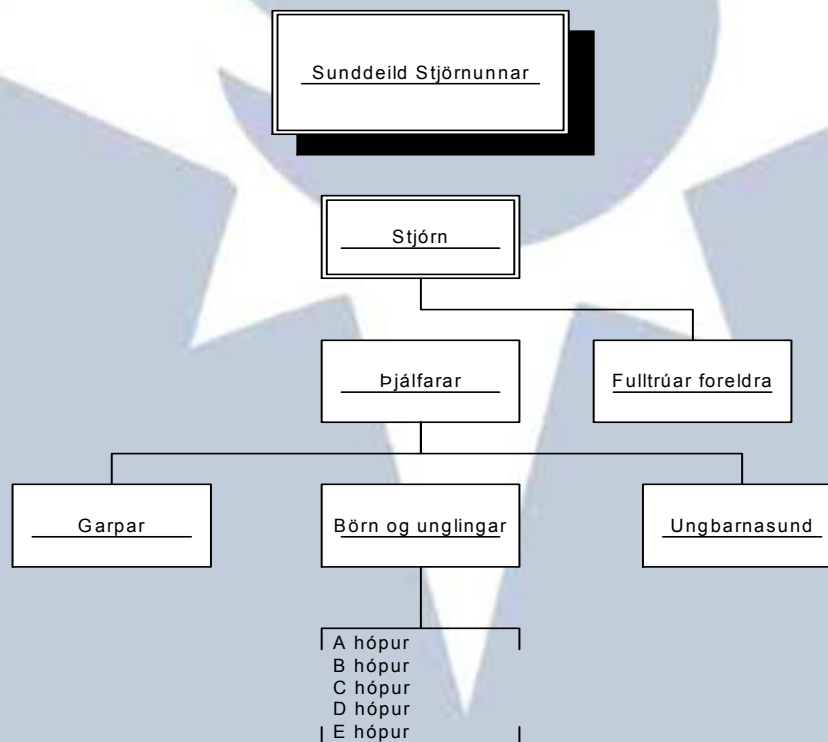 Sunddeild Stjörnunnar
Stjórn
Þjálfarar
Fulltrúar foreldra
Garpar
Börn og unglingar
Ungbarnasund
A hópur
B hópur
C hópur
D hópur
E hópur